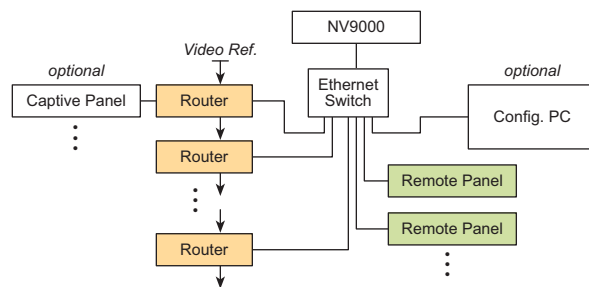 NV9000
Video Ref.
optional
Captive Panel
Router
Ethernet
Switch
optional
Config. PC
Router
Remote Panel
Remote Panel
Router